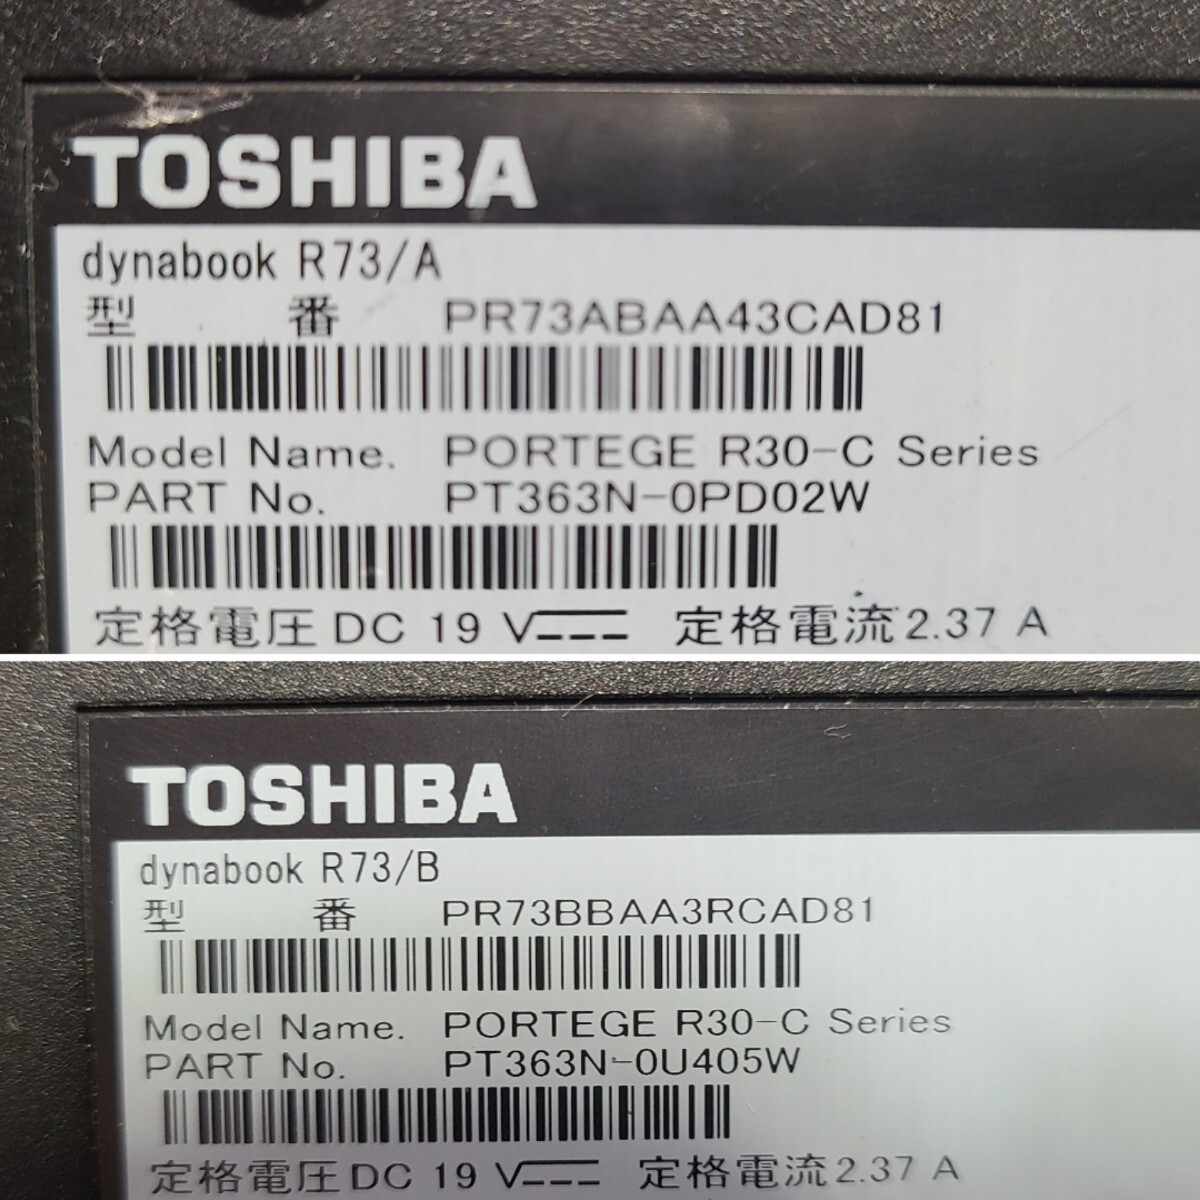 TOSHIBA
dynabook R73/A
型 番 PR73ABAA43CAD81
Model Name. PORTEGE R30-C Series
PART No. PT363N-0PD02W
定格電圧 DC 19 V 定格電流 2.37 A
TOSHIBA
dynabook R73/B
型 番 PR73BBAA3RCAD81
Model Name. PORTEGE R30-C Series
PART No. PT363N-0U405W
定格電圧 DC 19 V 定格電流 2.37 A